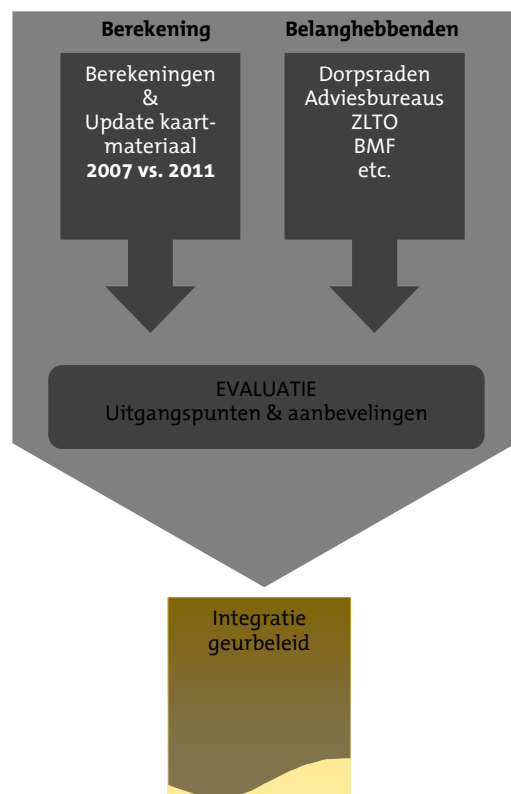 Berekening
Berekeningen
&
Update kaart-
materiaal
2007 vs. 2011
Belanghebbenden
Dorpsraden
Adviesbureaus
ZLTO
BMF
etc.
EVALUATIE
Uitgangspunten & aanbevelingen
Integratie
geurbeleid